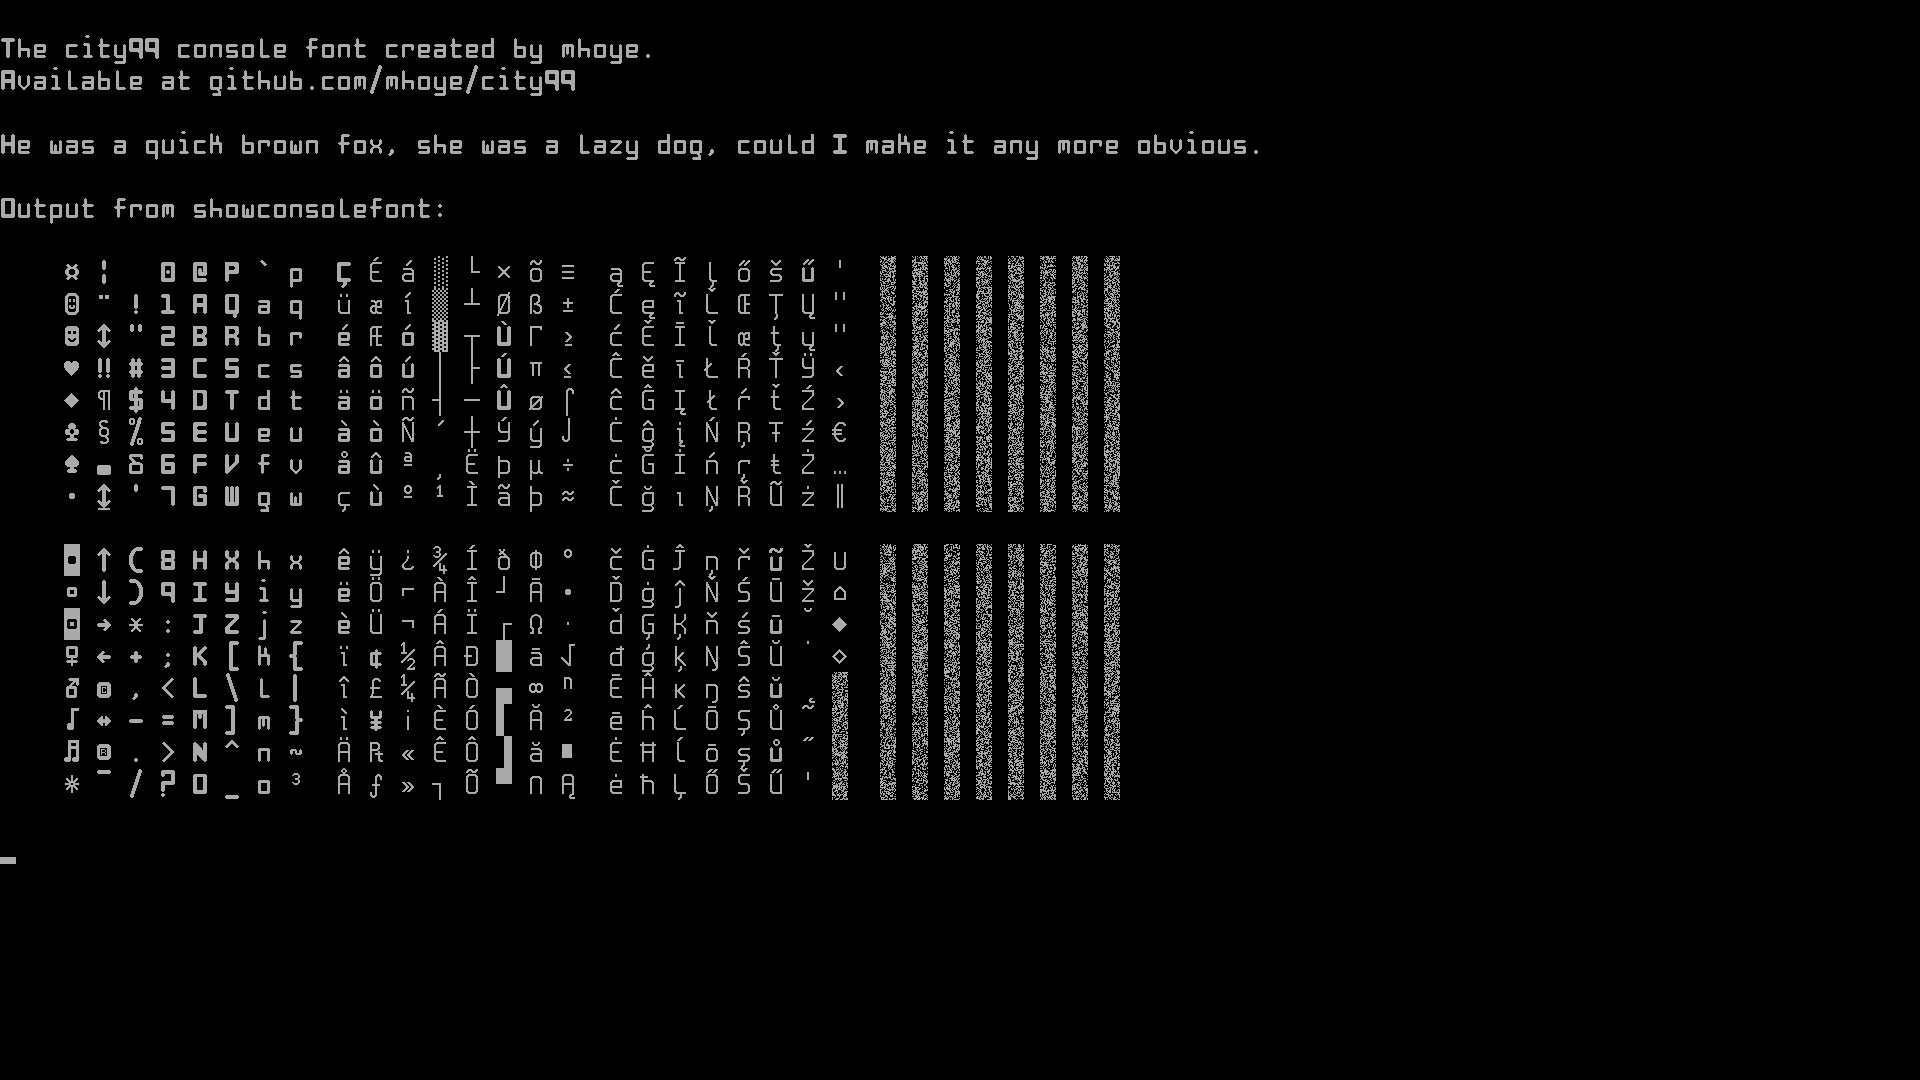 The city99 console font created by mhoye.
Available at github.com/mhoye/city99
He was a quick brown fox, she was a lazy dog, could I make it any more obvious.
Output from showconsolefont:
¤ ¦   0 @ P ` p Ç É á ░ └ × õ ≡ ą Ę Ĩ ļ ő š ű '
☺ ¨ ! 1 A Q a q ü æ í ▒ ┴ Ø ß ± Ć ę ĩ Ľ Œ Ţ Ų "
☻ ↕ " 2 B R b r é Æ ó ▓ ┬ Ù Γ ≥ ć Ě Ī ľ œ ţ ų "
♥ ‼ # 3 C S c s â ô ú │ ├ Ú π ≤ Ĉ ě ī Ł Ŕ Ť Ÿ ‹
♦ ¶ $ 4 D T d t ä ö ñ ┤ ─ Û ø ⌠ ĉ Ĝ Į ł ŕ ť Ź ›
♣ § % 5 E U e u à ò Ñ ´ ┼ Ý ý ⌡ Ċ ĝ į Ń Ŗ Ŧ ź €
♠ ▬ & 6 F V f v å û ª ¸ Ë þ µ ÷ ċ Ğ İ ń ŗ ŧ Ż …
• ↨ ' 7 G W g w ç ù º ¹ Ì ã þ ≈ Č ğ ı Ņ Ř Ũ ż ‖
◘ ↑ ( 8 H X h x ê ÿ ¿ ¾ Í ð Φ ° č Ġ Ĵ ņ ř ũ Ž ∪
○ ↓ ) 9 I Y i y ë Ö ⌐ À Î ┘ Ā • Ď ġ ĵ Ň Ś Ū ž ⌂
◙ → * : J Z j z è Ü ¬ Á Ï ┌ Ω · ď Ģ Ķ ň ś ū ˘ ◆
♀ ← + ; K [ k { ï ¢ ½ Â Ð █ ā √ đ ģ ķ Ŋ Ŝ Ŭ ˙ ◇
♂ © , < L \ l | î £ ¼ Ã Ò ▄ ∞ ⁿ Ē Ĥ ĸ ŋ ŝ ŭ ˛
♪ ↔ - = M ] m } ì ¥ ¡ È Ó ▌ Ă ² ē ĥ Ĺ Ō Ş Ů ˜
♫ ® . > N ^ n ~ Ä ₧ « Ê Ô ▐ ă ■ Ė Ħ ĺ ō ş ů ˝
☼ ¯ / ? O _ o ³ Å ƒ » ┐ Õ ▀ ∩ Ą ė ħ Ļ Ő Š Ű '